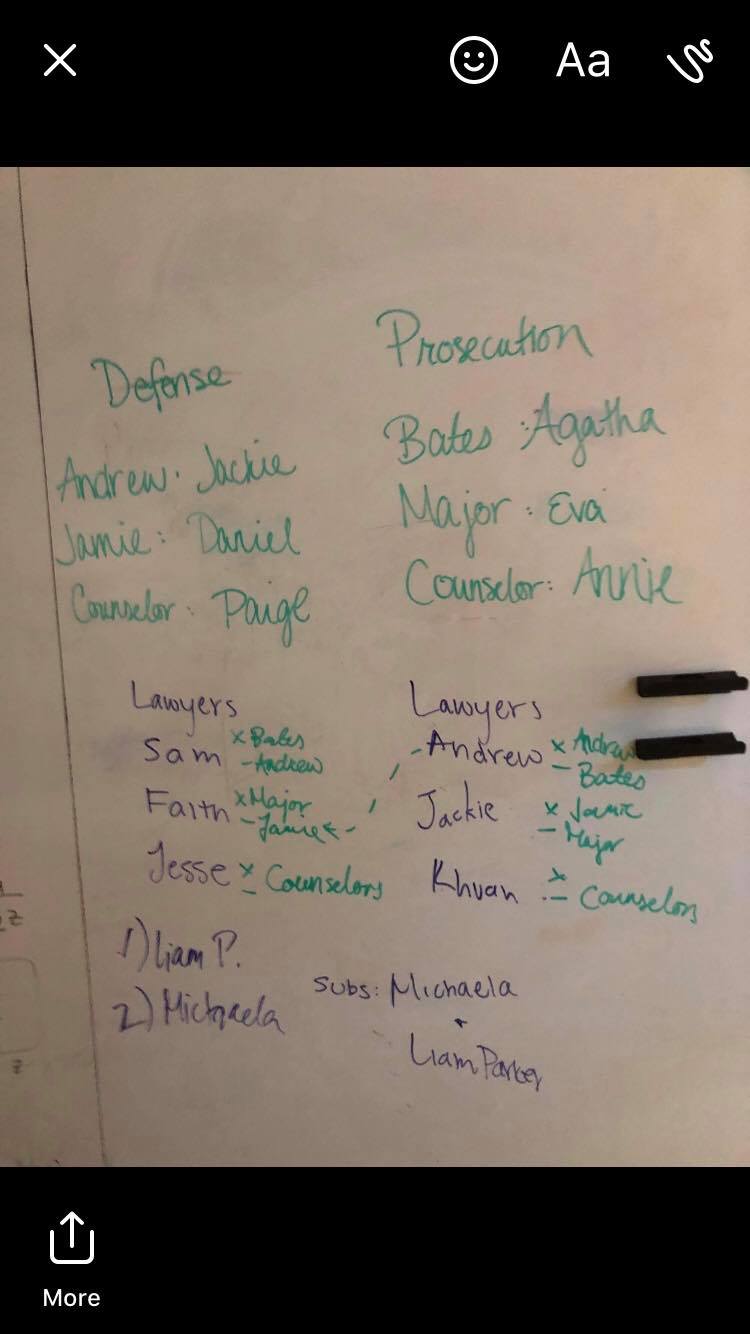 Aa
Defense
Andrew: Jackie
Jamie: Daniel
Counselor: Paige
Prosecution
Bates: Agatha
Major: Eva
Counselor: Annie
Lawyers
Sam x Bates
- Andrew
Faith x Major
- Jamie
Jesse x Counselors
-
1) Liam P.
2) Michaela
Lawyers
- Andrew x Andrew
- Bates
Jackie x Jamie
- Major
Khuan x
- Counselors
Subs: Michaela
+
Liam Parker
z
z
More